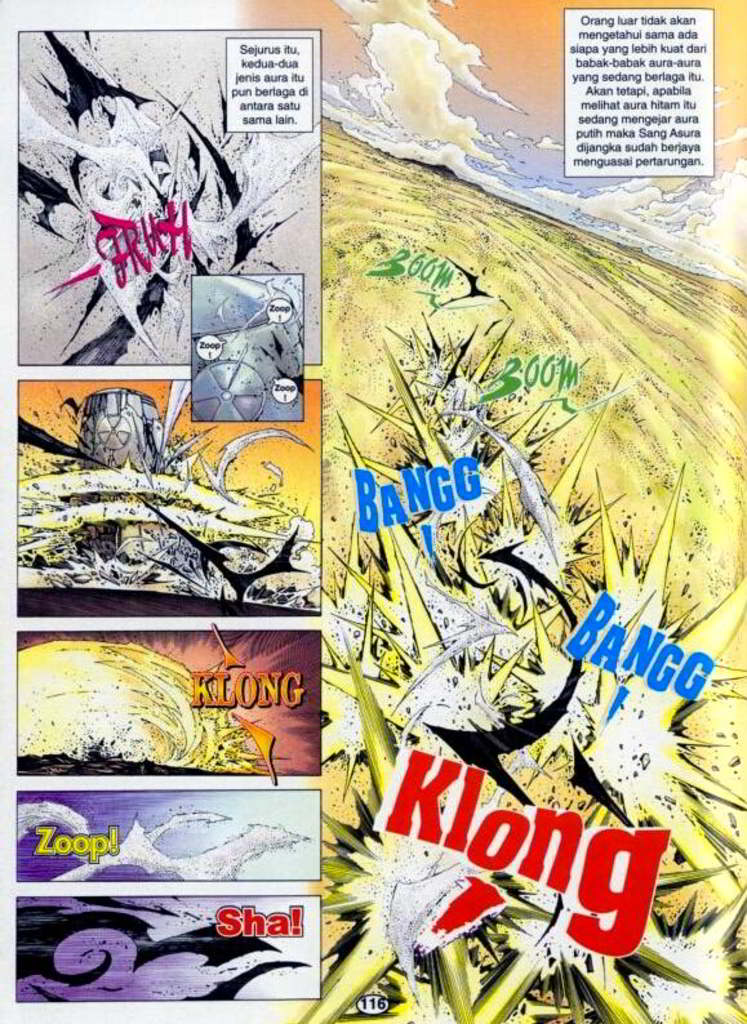 Sejurus itu,
kedua-dua
jenis aura itu
pun berlaga di
antara satu
sama lain.
Orang luar tidak akan
mengetahui sama ada
siapa yang lebih kuat dari
babak-babak aura-aura
yang sedang berlaga itu.
Akan tetapi, apabila
melihat aura hitam itu
sedang mengejar aura
putih maka Sang Asura
dijangka sudah berjaya
menguasai pertarungan.
Zoop
!
Zoop
!
Zoop
!
BOOM
BOOM
BANGG
!
BANGG
!
KLONG
Klong
!
Zoop!
Sha!
116